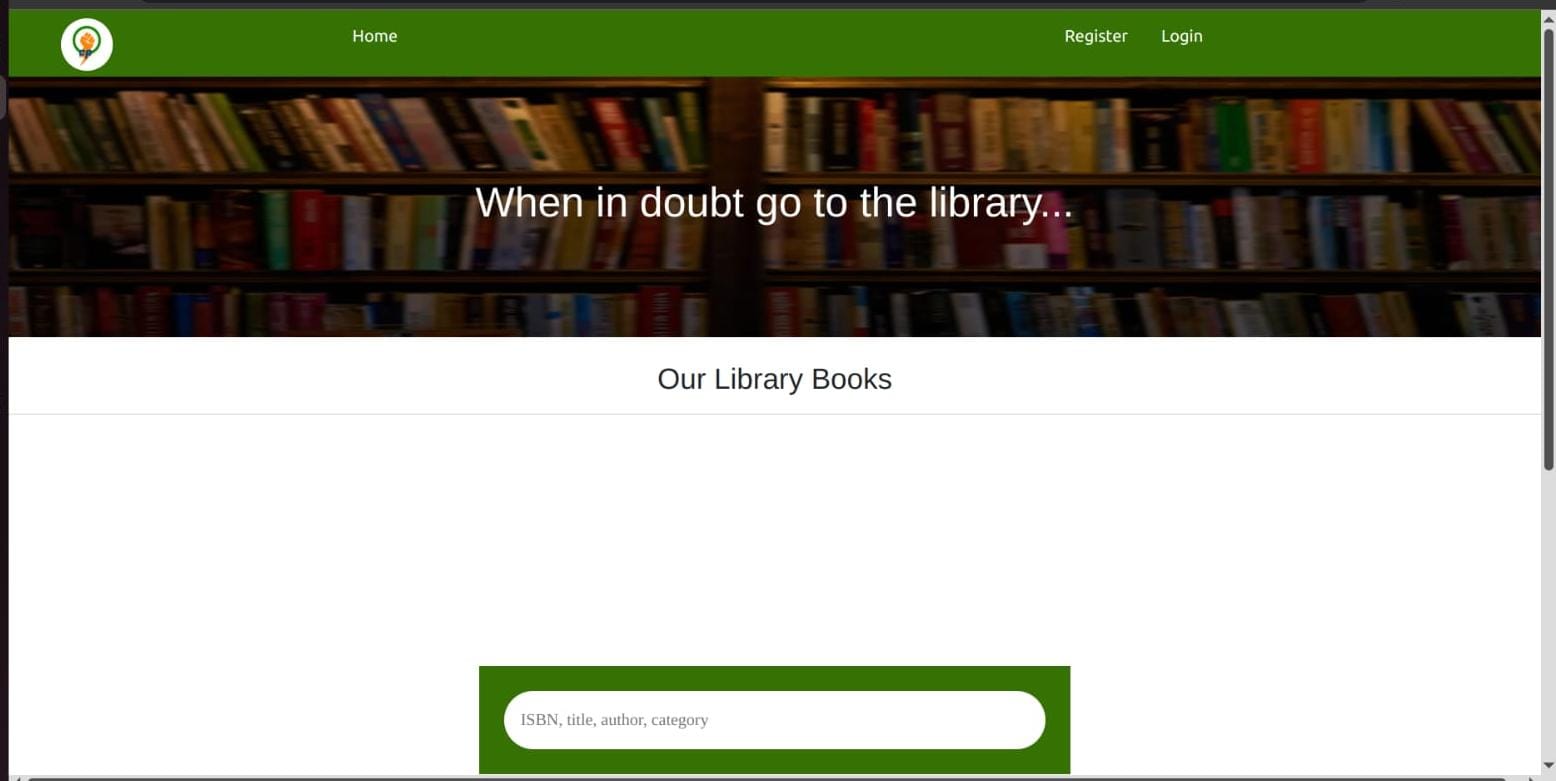 Home
Register
Login
When in doubt go to the library...
Our Library Books
ISBN, title, author, category